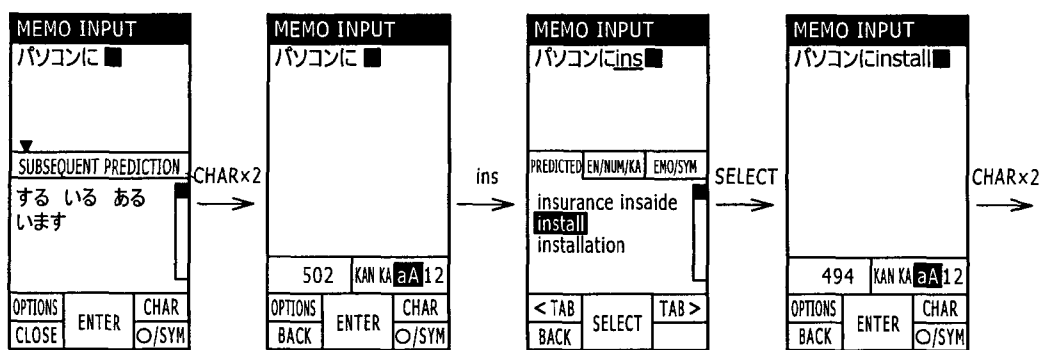 MEMO INPUT
パソコンに
SUBSEQUENT PREDICTION
する いる ある
います
OPTIONS
CLOSE
ENTER
CHAR
○/SYM
CHAR×2
MEMO INPUT
パソコンに
502
KAN KA aA 12
OPTIONS
BACK
ENTER
CHAR
○/SYM
ins
MEMO INPUT
パソコンにins
PREDICTED EN/NUM/KA EMO/SYM
insurance insaide
install
installation
< TAB
BACK
SELECT
TAB >
SELECT
MEMO INPUT
パソコンにinstall
494
KAN KA aA 12
OPTIONS
BACK
ENTER
CHAR
○/SYM
CHAR×2